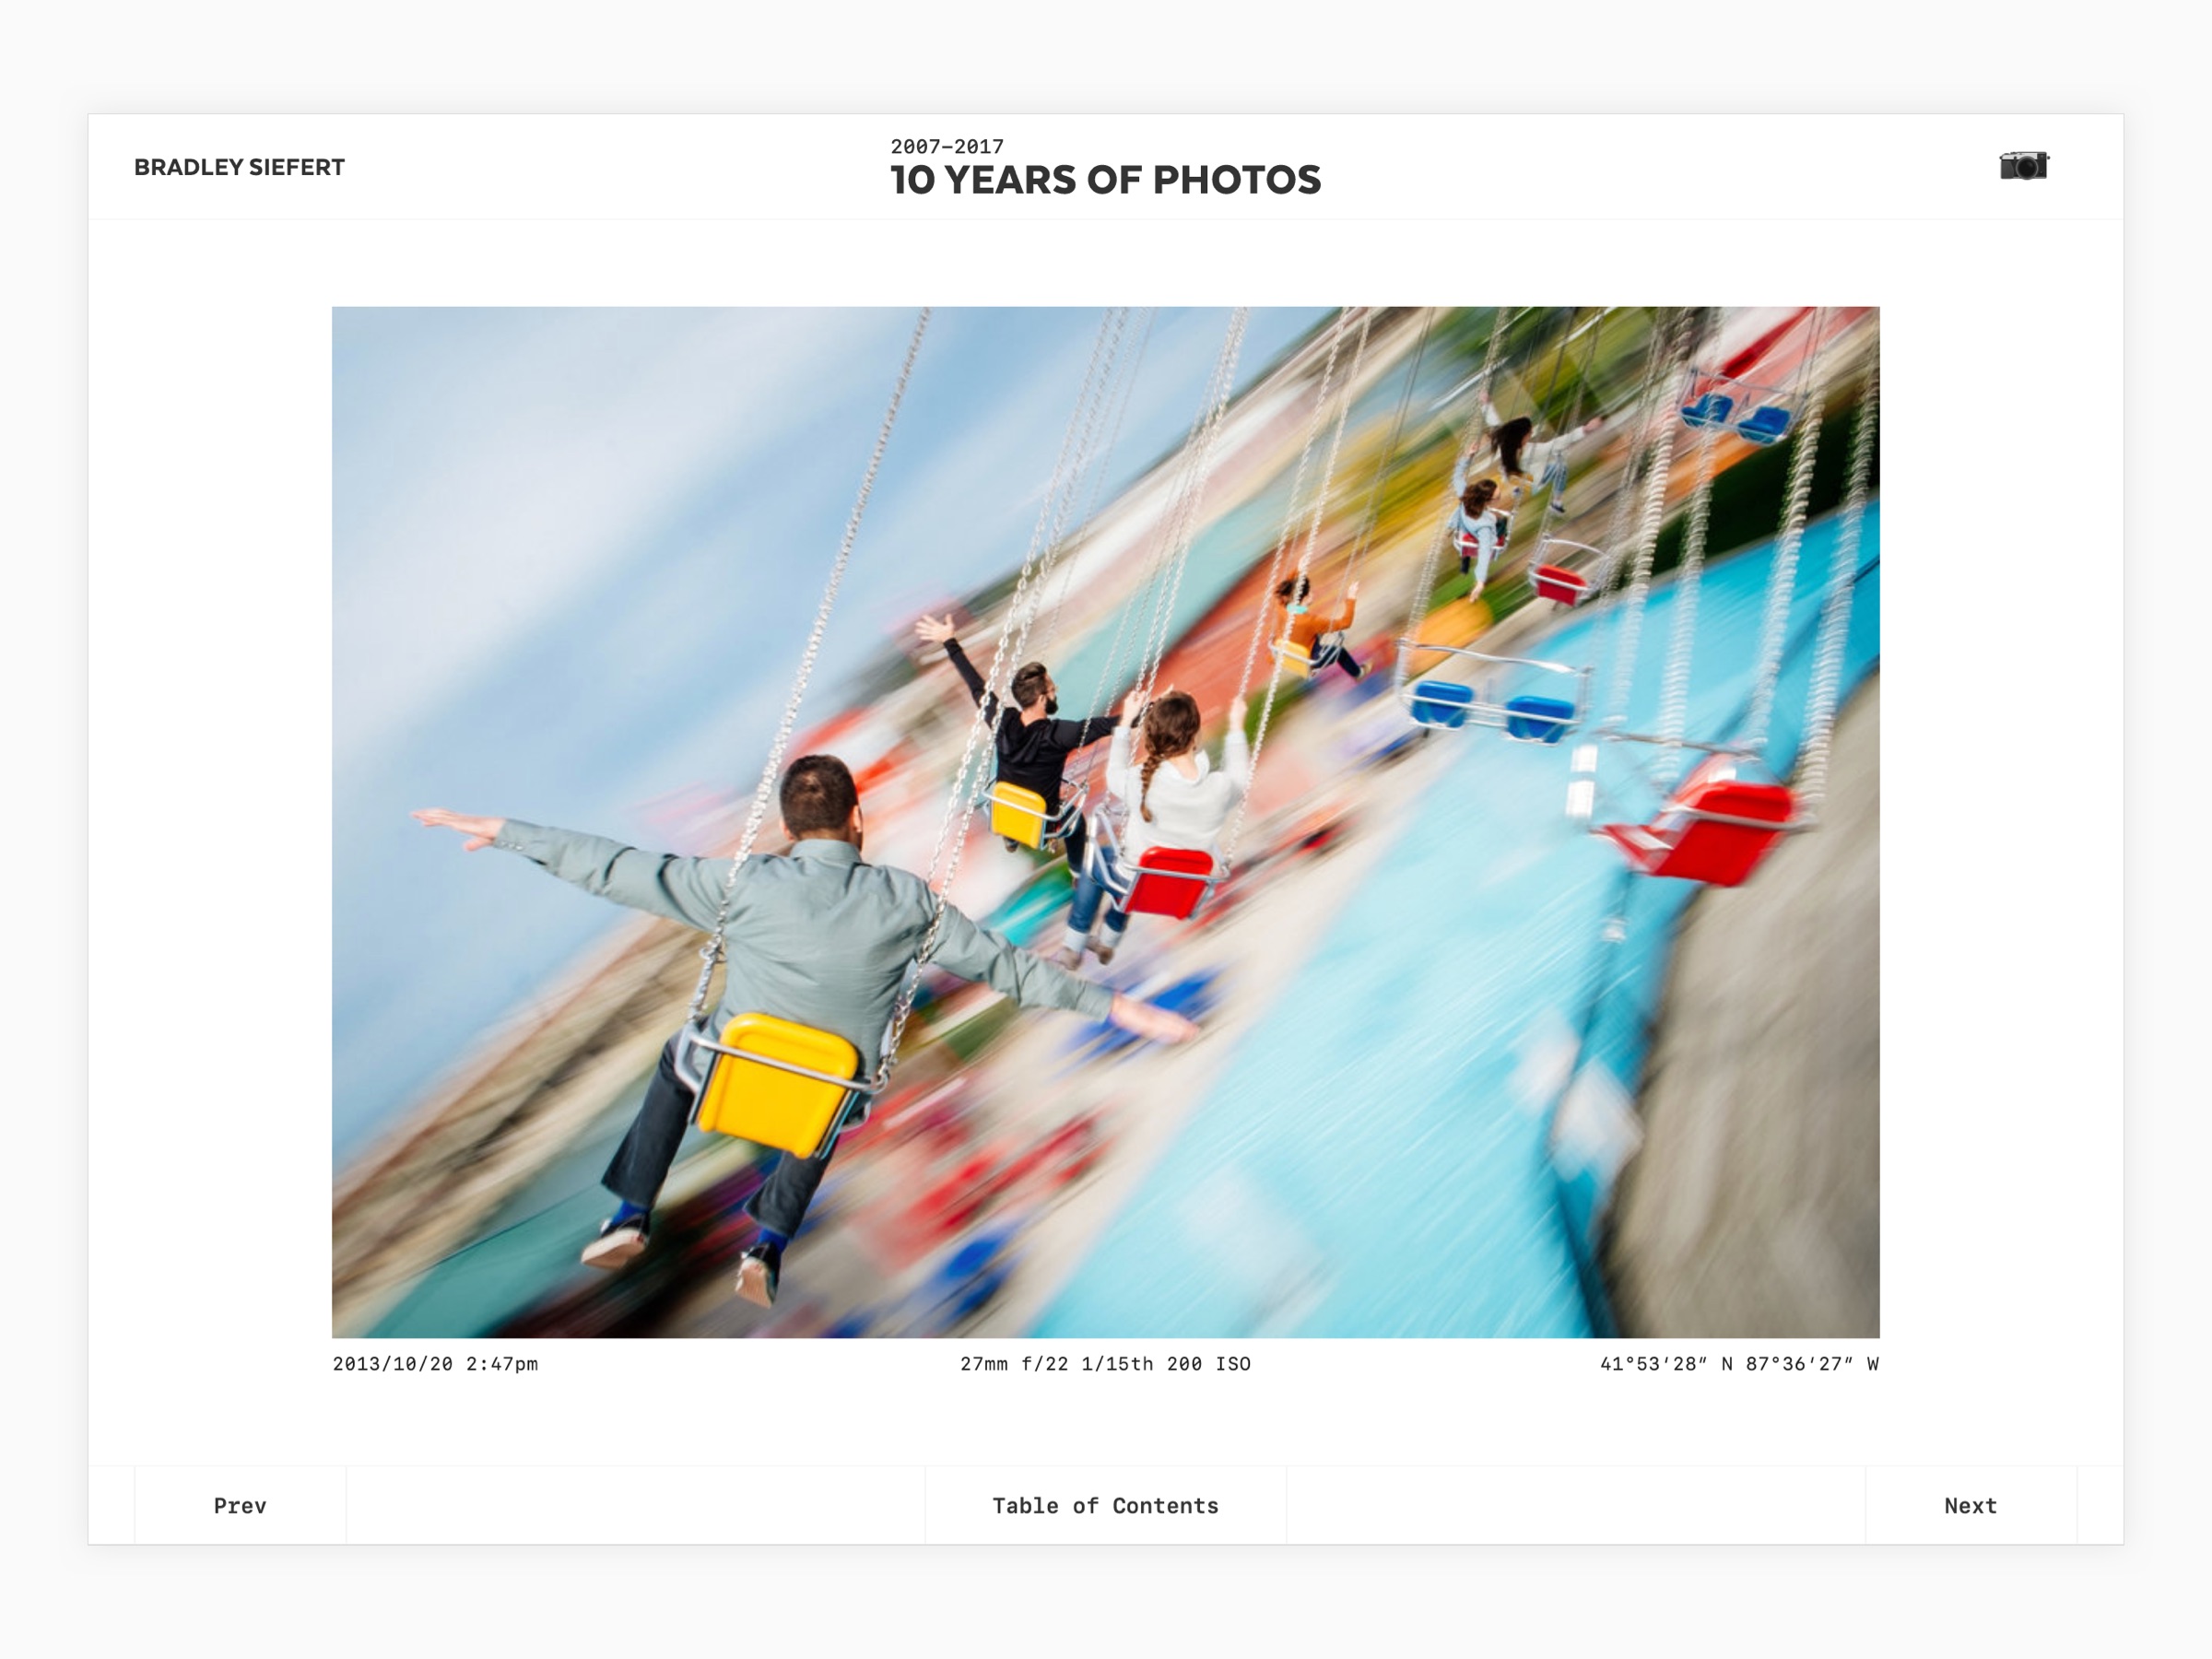 BRADLEY SIEFERT
2007–2017
10 YEARS OF PHOTOS
2013/10/20 2:47pm
27mm f/22 1/15th 200 ISO
41°53′28″ N 87°36′27″ W
Prev
Table of Contents
Next